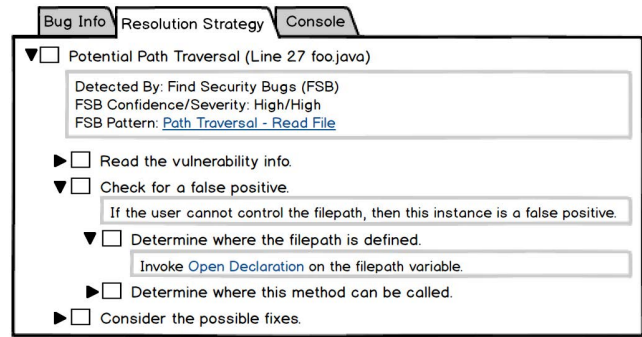 Bug Info Resolution Strategy Console
Potential Path Traversal (Line 27 foo.java)
Detected By: Find Security Bugs (FSB)
FSB Confidence/Severity: High/High
FSB Pattern: Path Traversal - Read File
Read the vulnerability info.
Check for a false positive.
If the user cannot control the filepath, then this instance is a false positive.
Determine where the filepath is defined.
Invoke Open Declaration on the filepath variable.
Determine where this method can be called.
Consider the possible fixes.